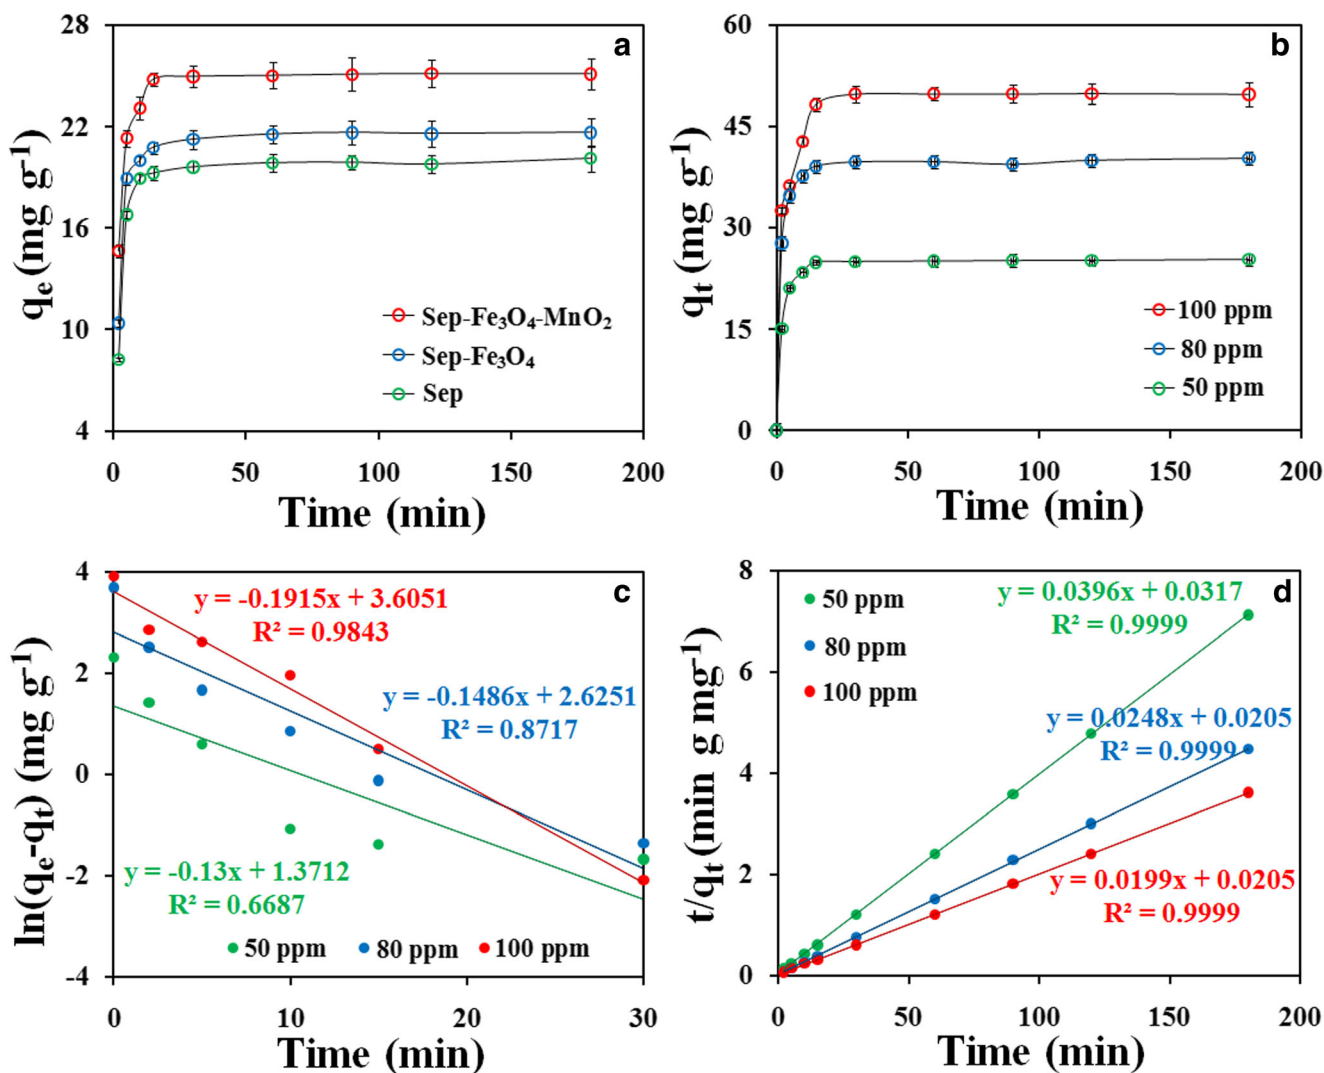 a
28
22
16
10
4
qₑ (mg g⁻¹)
Sep-Fe₃O₄-MnO₂
Sep-Fe₃O₄
Sep
0 50 100 150 200
Time (min)
b
60
45
30
15
0
qₜ (mg g⁻¹)
100 ppm
80 ppm
50 ppm
0 50 100 150 200
Time (min)
c
4
2
0
-2
-4
ln(qₑ-qₜ) (mg g⁻¹)
y = -0.1915x + 3.6051
R² = 0.9843
y = -0.1486x + 2.6251
R² = 0.8717
y = -0.13x + 1.3712
R² = 0.6687
50 ppm 80 ppm 100 ppm
0 10 20 30
Time (min)
d
8
6
4
2
0
t/qₜ (min g mg⁻¹)
50 ppm
80 ppm
100 ppm
y = 0.0396x + 0.0317
R² = 0.9999
y = 0.0248x + 0.0205
R² = 0.9999
y = 0.0199x + 0.0205
R² = 0.9999
0 50 100 150 200
Time (min)